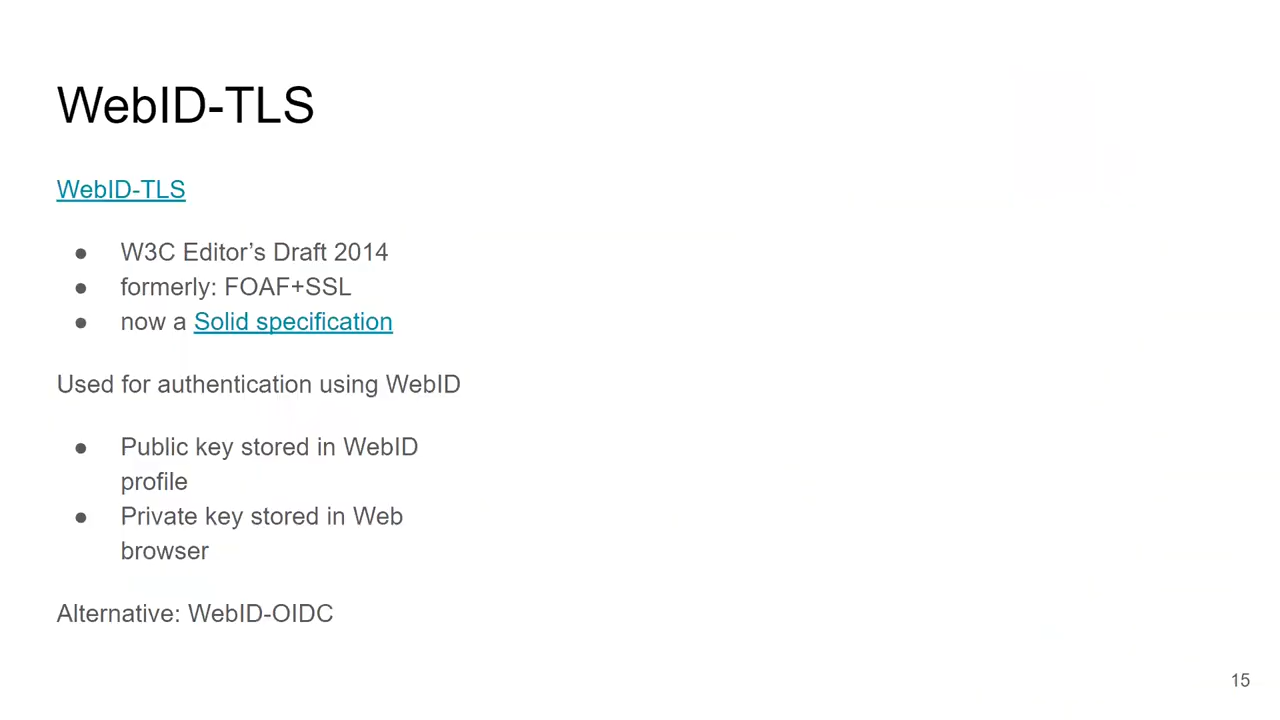 WebID-TLS
WebID-TLS
● W3C Editor’s Draft 2014
● formerly: FOAF+SSL
● now a Solid specification
Used for authentication using WebID
● Public key stored in WebID
profile
● Private key stored in Web
browser
Alternative: WebID-OIDC
15